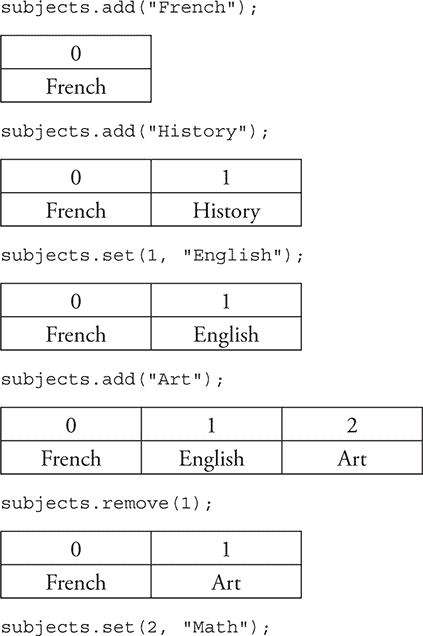 subjects.add("French");
0
French
subjects.add("History");
0 1
French History
subjects.set(1, "English");
0 1
French English
subjects.add("Art");
0 1 2
French English Art
subjects.remove(1);
0 1
French Art
subjects.set(2, "Math");